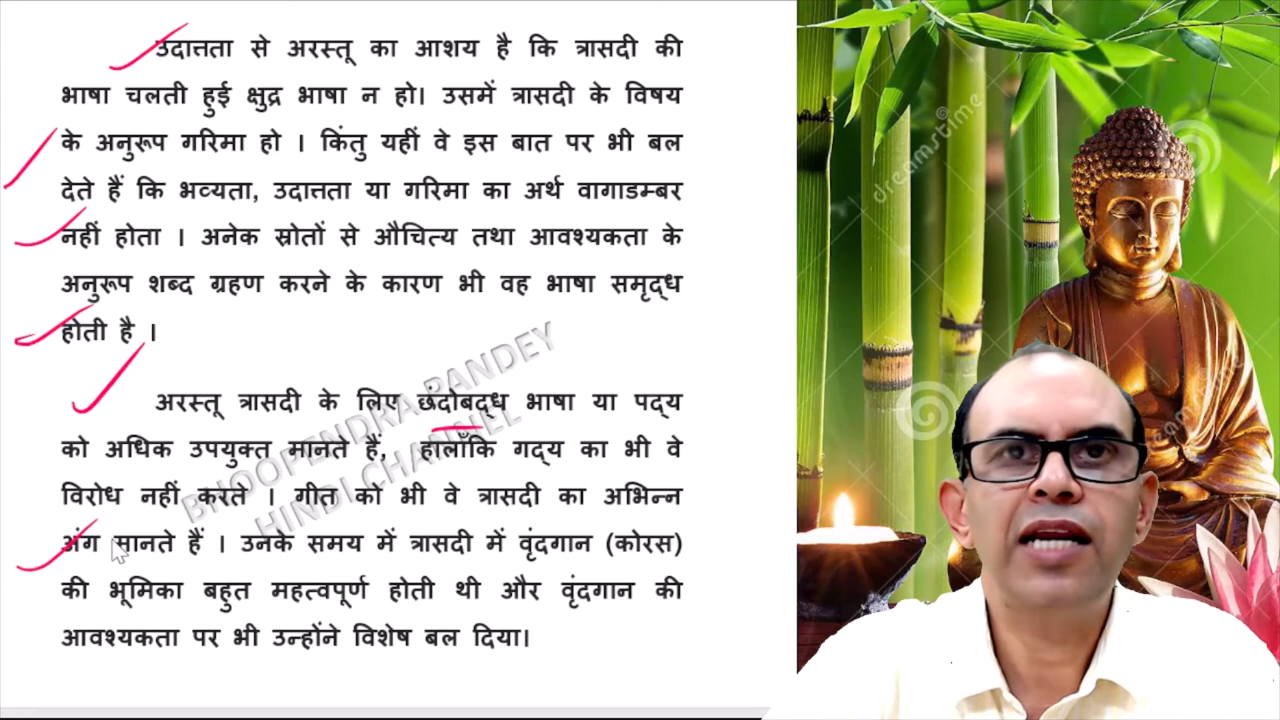 उदात्तता से अरस्तू का आशय है कि त्रासदी की
भाषा चलती हुई क्षुद्र भाषा न हो। उसमें त्रासदी के विषय
के अनुरूप गरिमा हो । किंतु यहीं वे इस बात पर भी बल
देते हैं कि भव्यता, उदात्तता या गरिमा का अर्थ वागाडम्बर
नहीं होता । अनेक स्रोतों से औचित्य तथा आवश्यकता के
अनुरूप शब्द ग्रहण करने के कारण भी वह भाषा समृद्ध
होती है ।
अरस्तू त्रासदी के लिए छंदोबद्ध भाषा या पद्य
को अधिक उपयुक्त मानते हैं, हालाँकि गद्य का भी वे
विरोध नहीं करते । गीत को भी वे त्रासदी का अभिन्न
अंग मानते हैं । उनके समय में त्रासदी में वृंदगान (कोरस)
की भूमिका बहुत महत्वपूर्ण होती थी और वृंदगान की
आवश्यकता पर भी उन्होंने विशेष बल दिया।
BHOOPENDRA PANDEY
HINDI CHANNEL
dreamstime